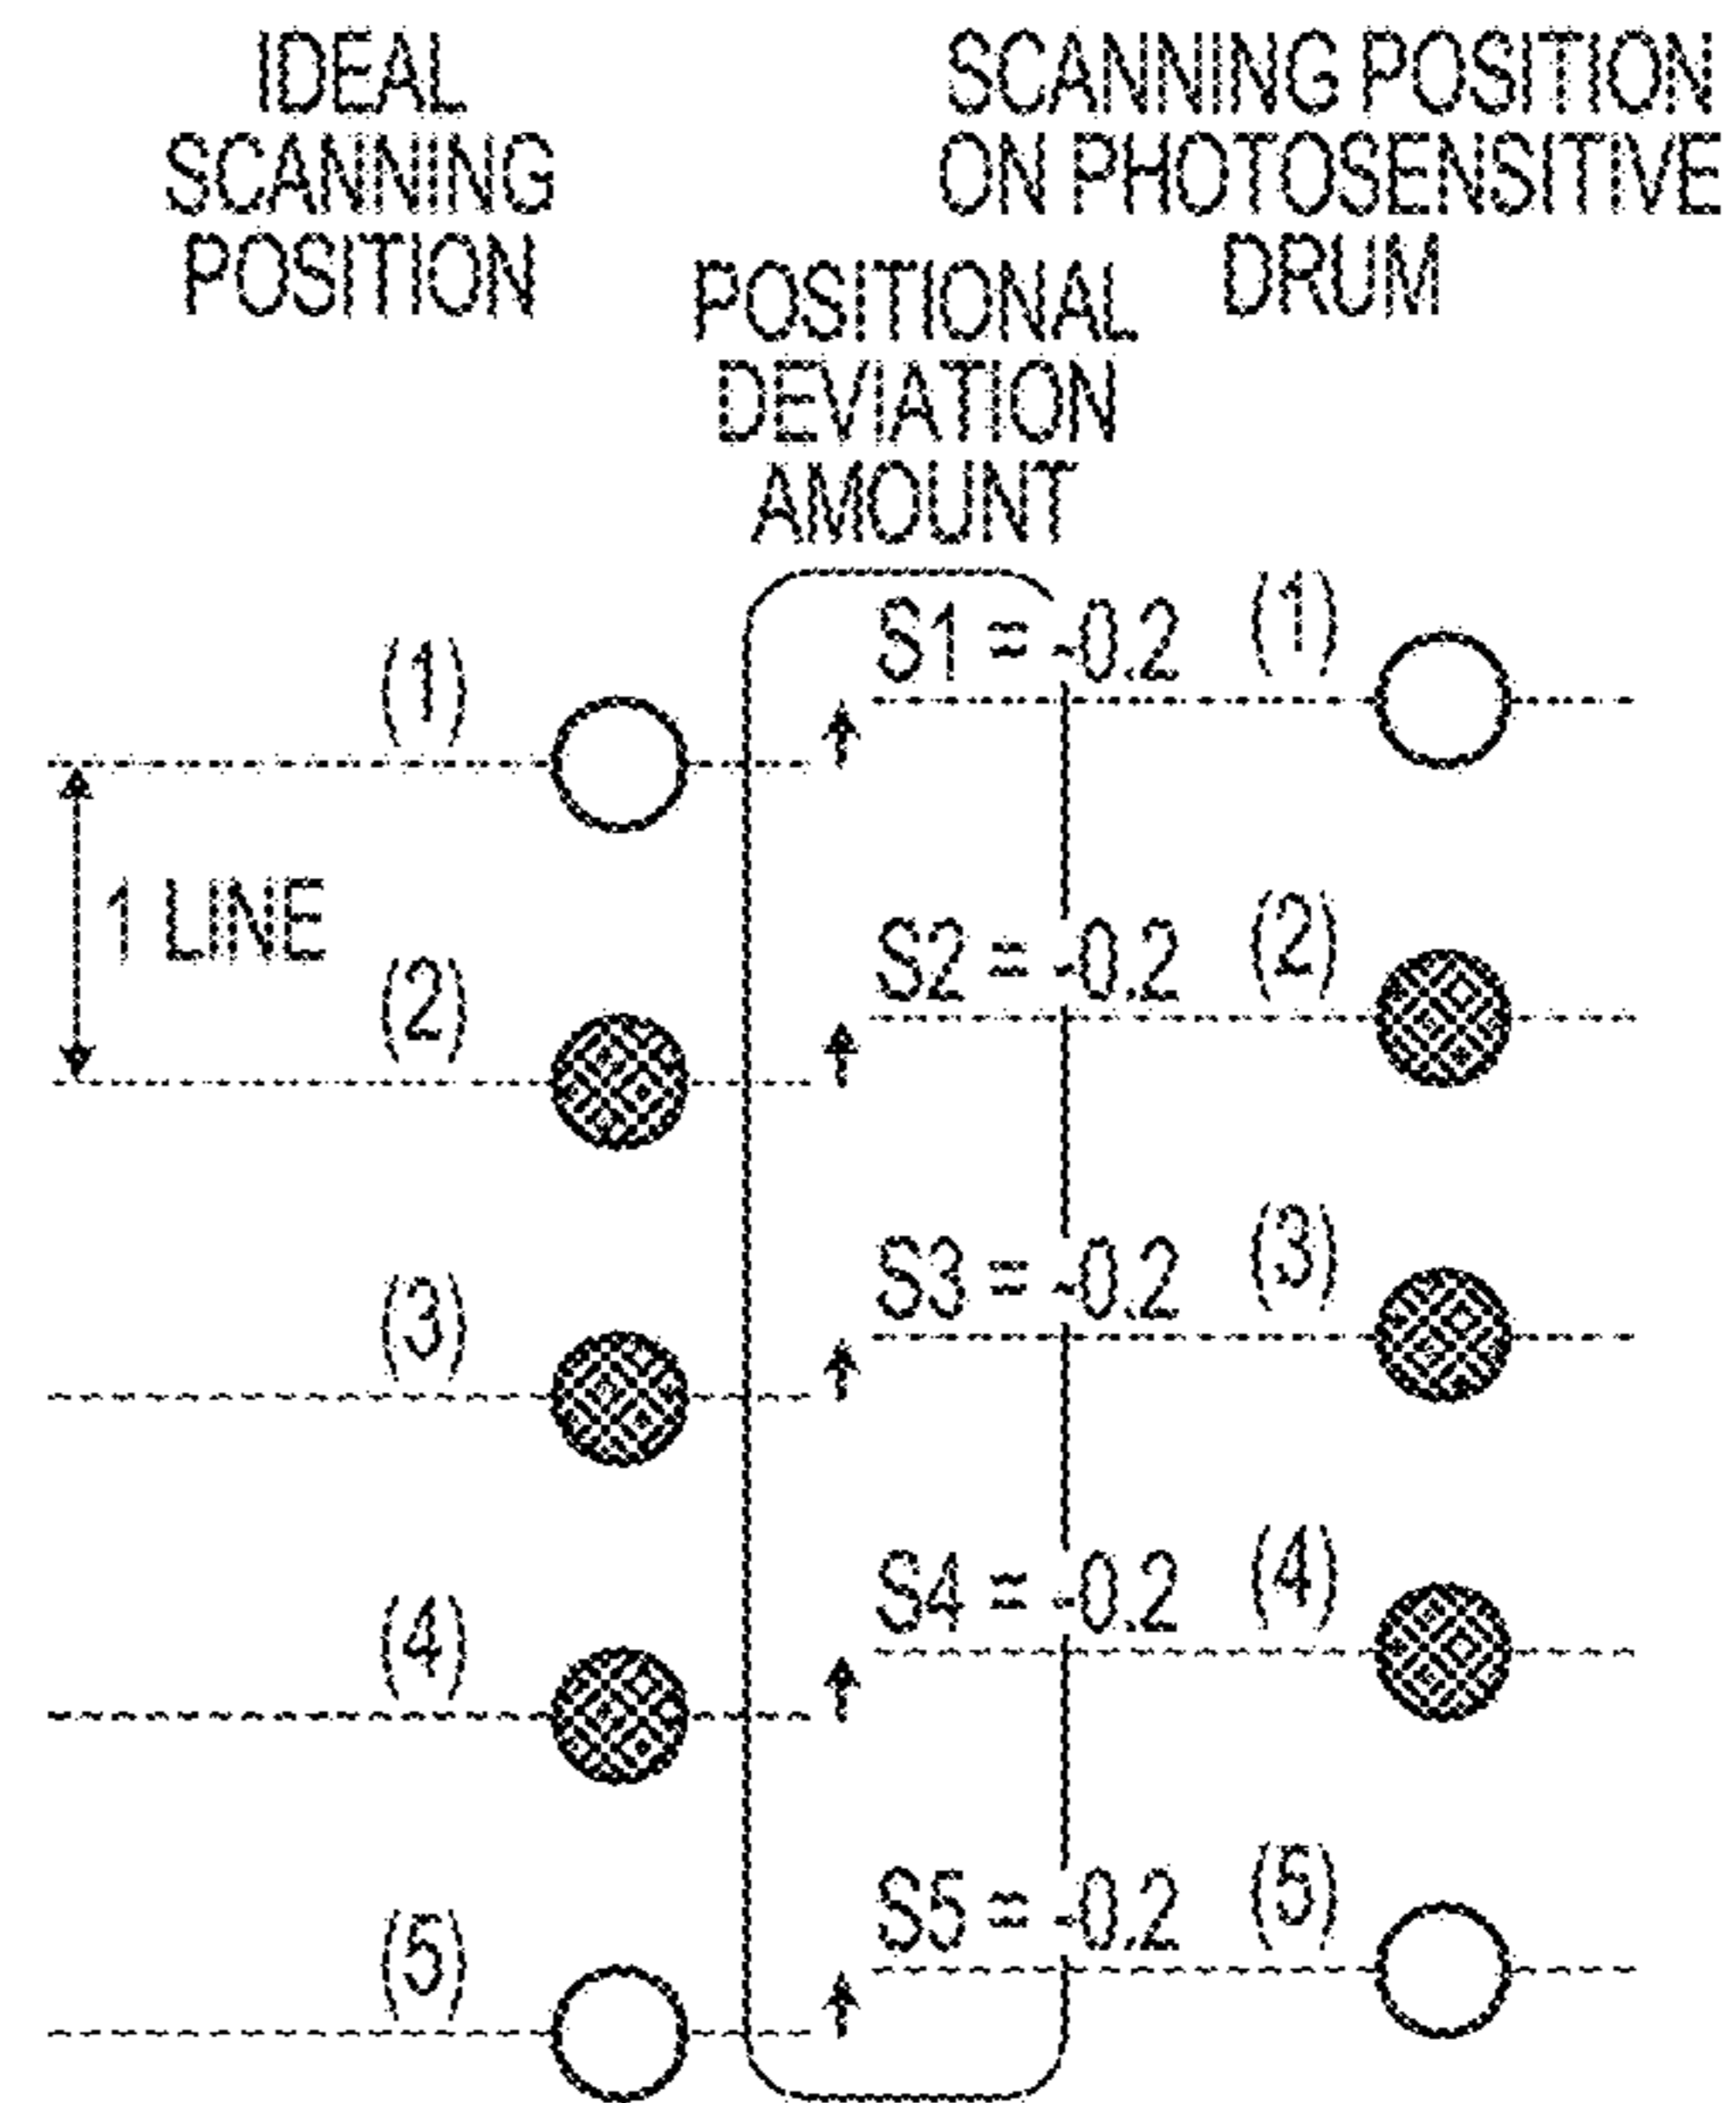 IDEAL
SCANNING
POSITION
POSITIONAL
DEVIATION
AMOUNT
SCANNING POSITION
ON PHOTOSENSITIVE
DRUM
(1)
S1 = -0.2
(1)
1 LINE
(2)
S2 = -0.2
(2)
(3)
S3 = -0.2
(3)
(4)
S4 = -0.2
(4)
(5)
S5 = -0.2
(5)